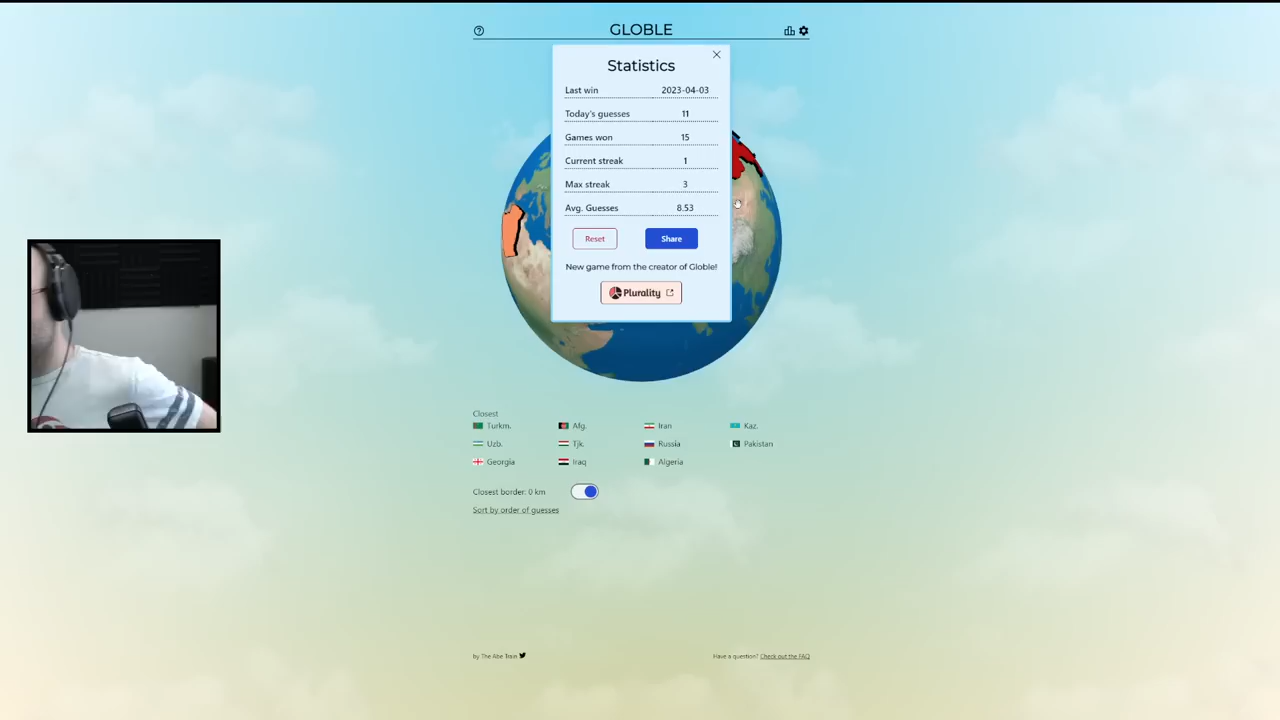 GLOBLE
Statistics
Last win 2023-04-03
Today's guesses 11
Games won 15
Current streak 1
Max streak 3
Avg. Guesses 8.53
Reset Share
New game from the creator of Globle!
Plurality
Closest
Turkm. Afg. Iran Kaz.
Uzb. Tjk. Russia Pakistan
Georgia Iraq Algeria
Closest border: 0 km
Sort by order of guesses
by The Abe Train Have a question? Check out the FAQ